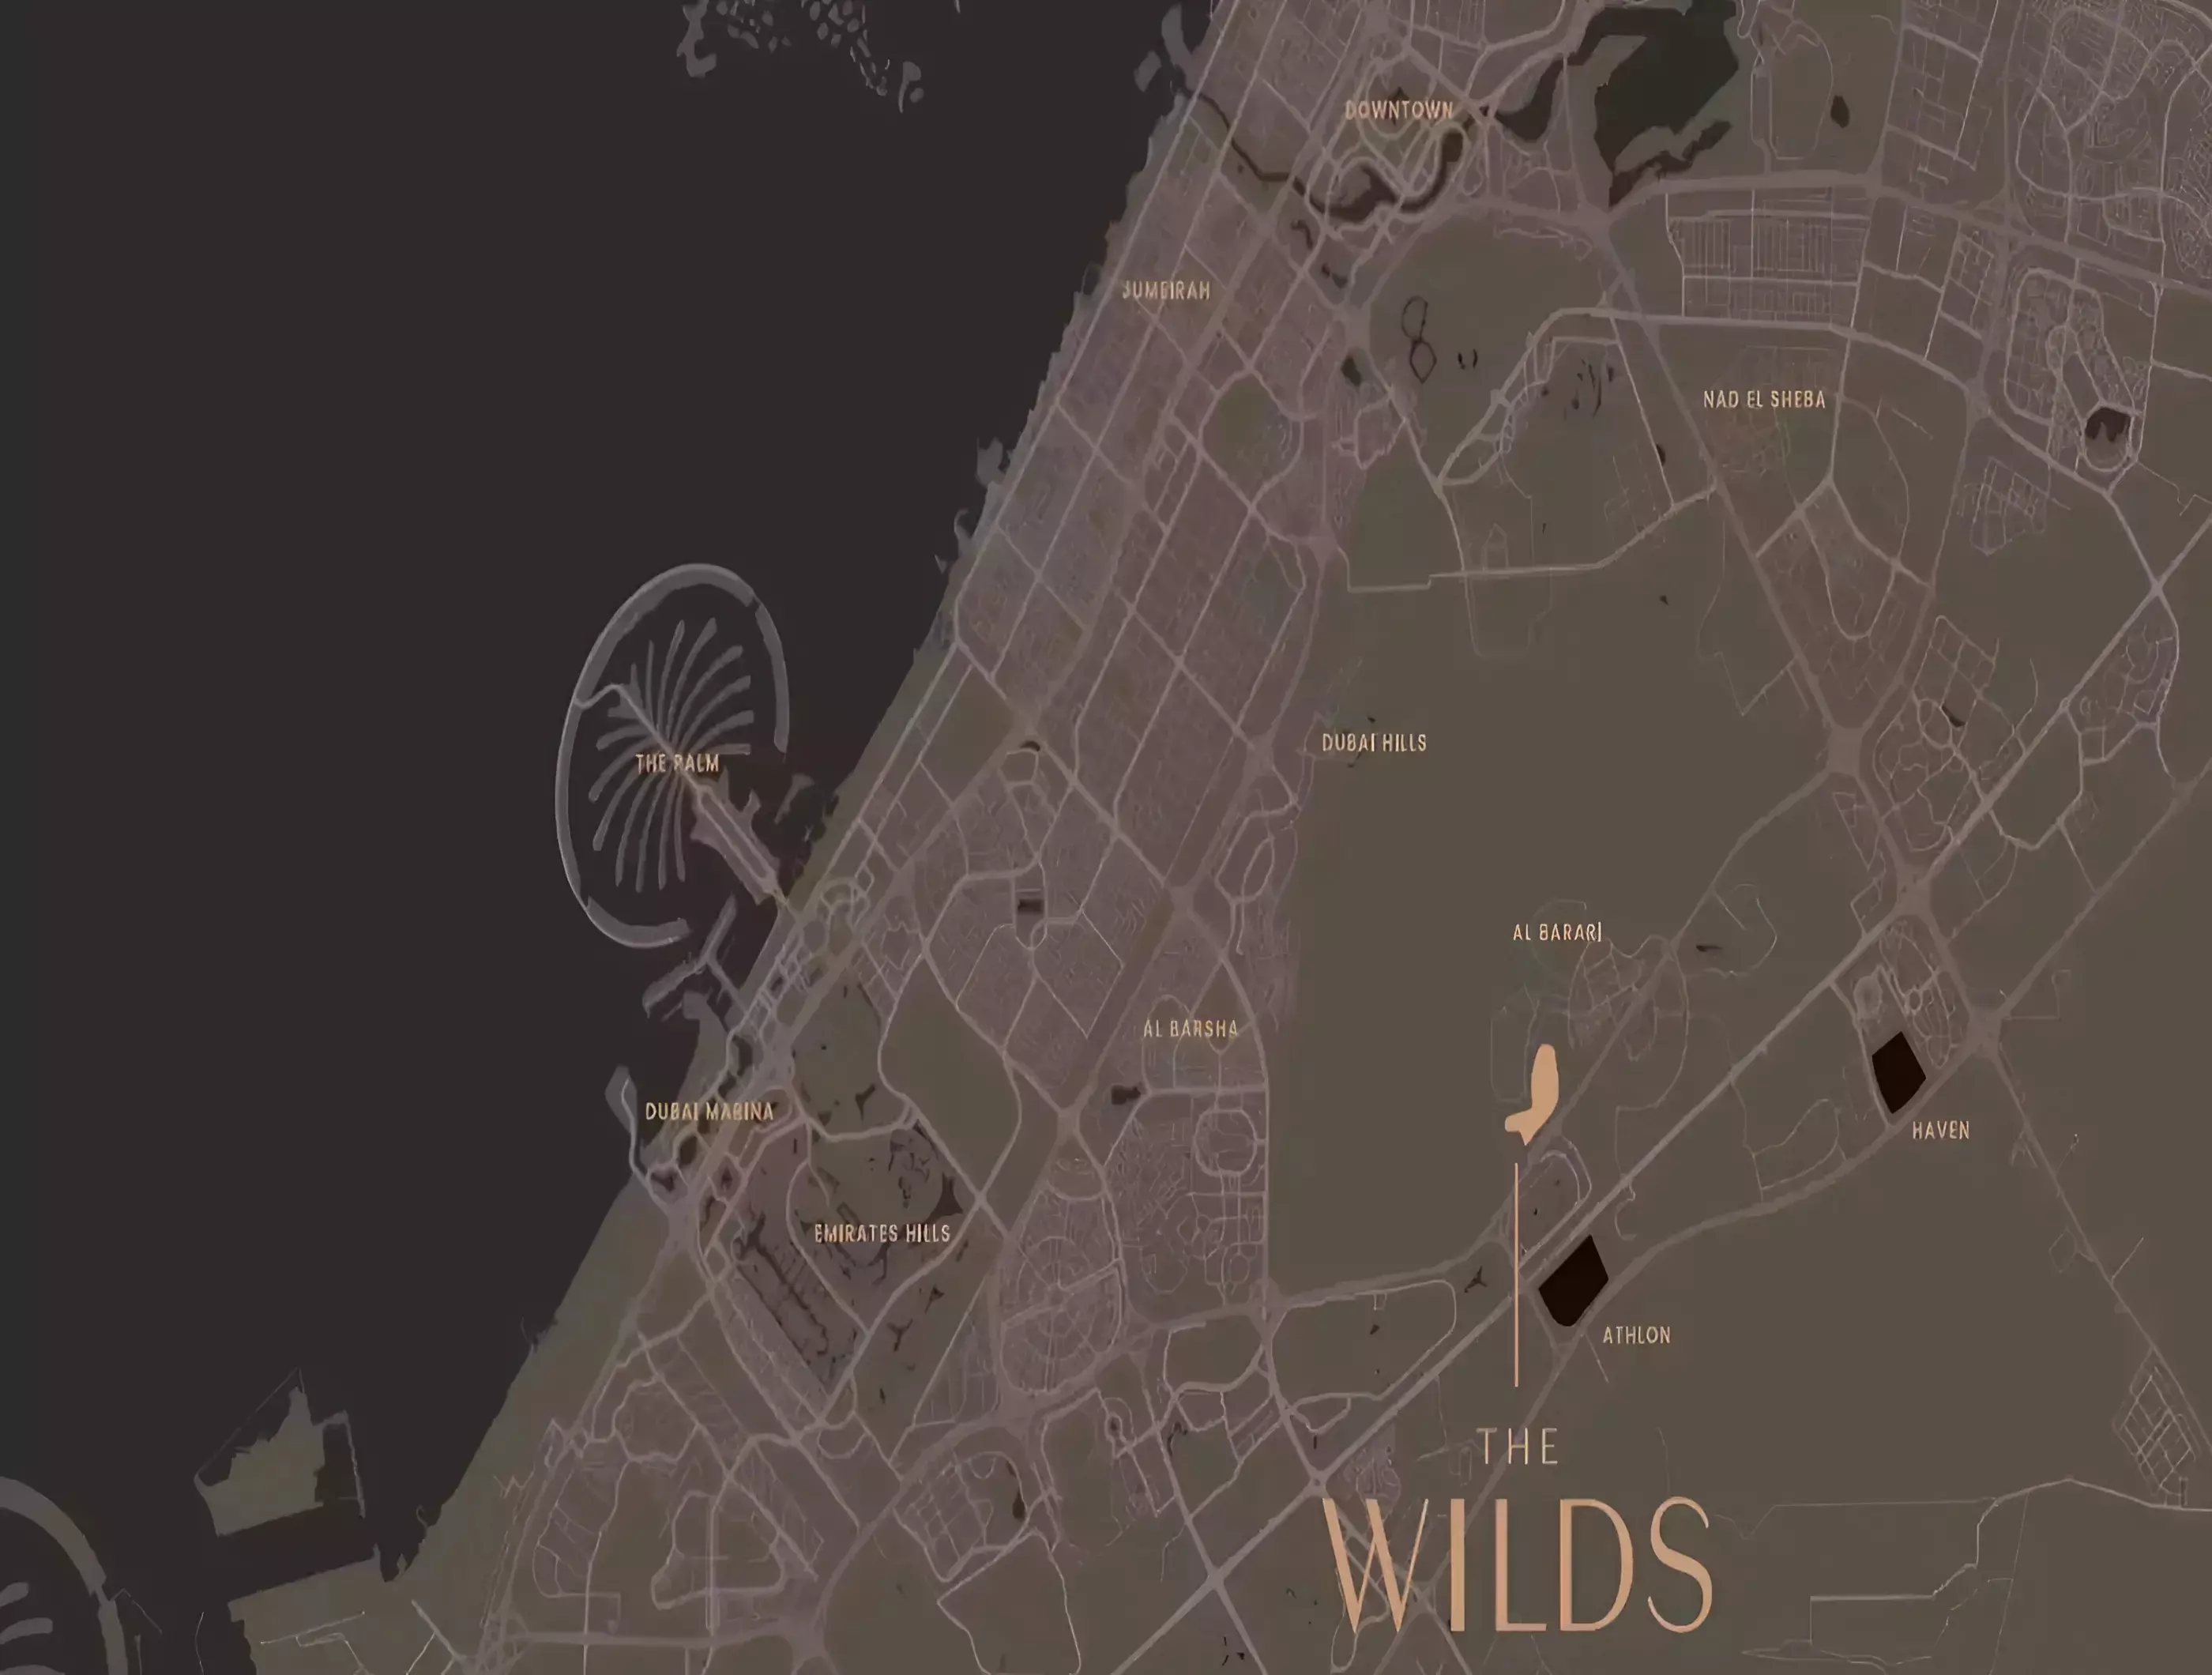 DOWNTOWN
JUMEIRAH
NAD EL SHEBA
DUBAI HILLS
THE PALM
AL BARARI
AL BARSHA
DUBAI MARINA
HAVEN
EMIRATES HILLS
ATHLON
THE
WILDS